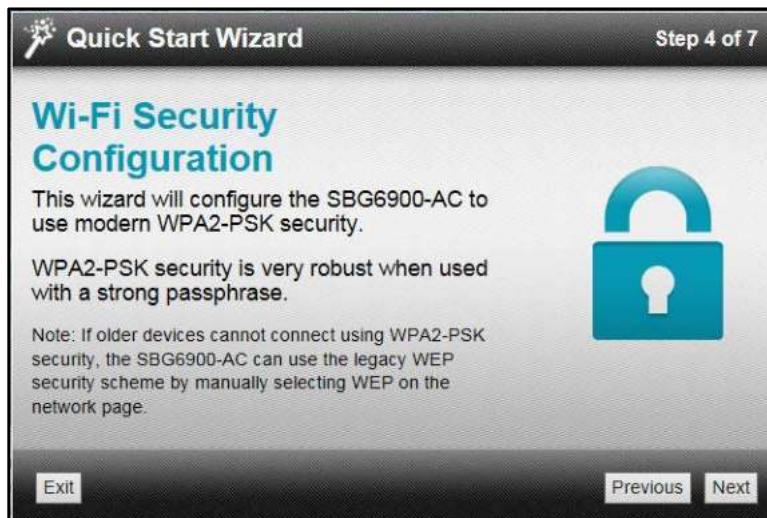 Quick Start Wizard
Step 4 of 7
Wi-Fi Security
Configuration
This wizard will configure the SBG6900-AC to
use modern WPA2-PSK security.
WPA2-PSK security is very robust when used
with a strong passphrase.
Note: If older devices cannot connect using WPA2-PSK
security, the SBG6900-AC can use the legacy WEP
security scheme by manually selecting WEP on the
network page.
Exit
Previous
Next